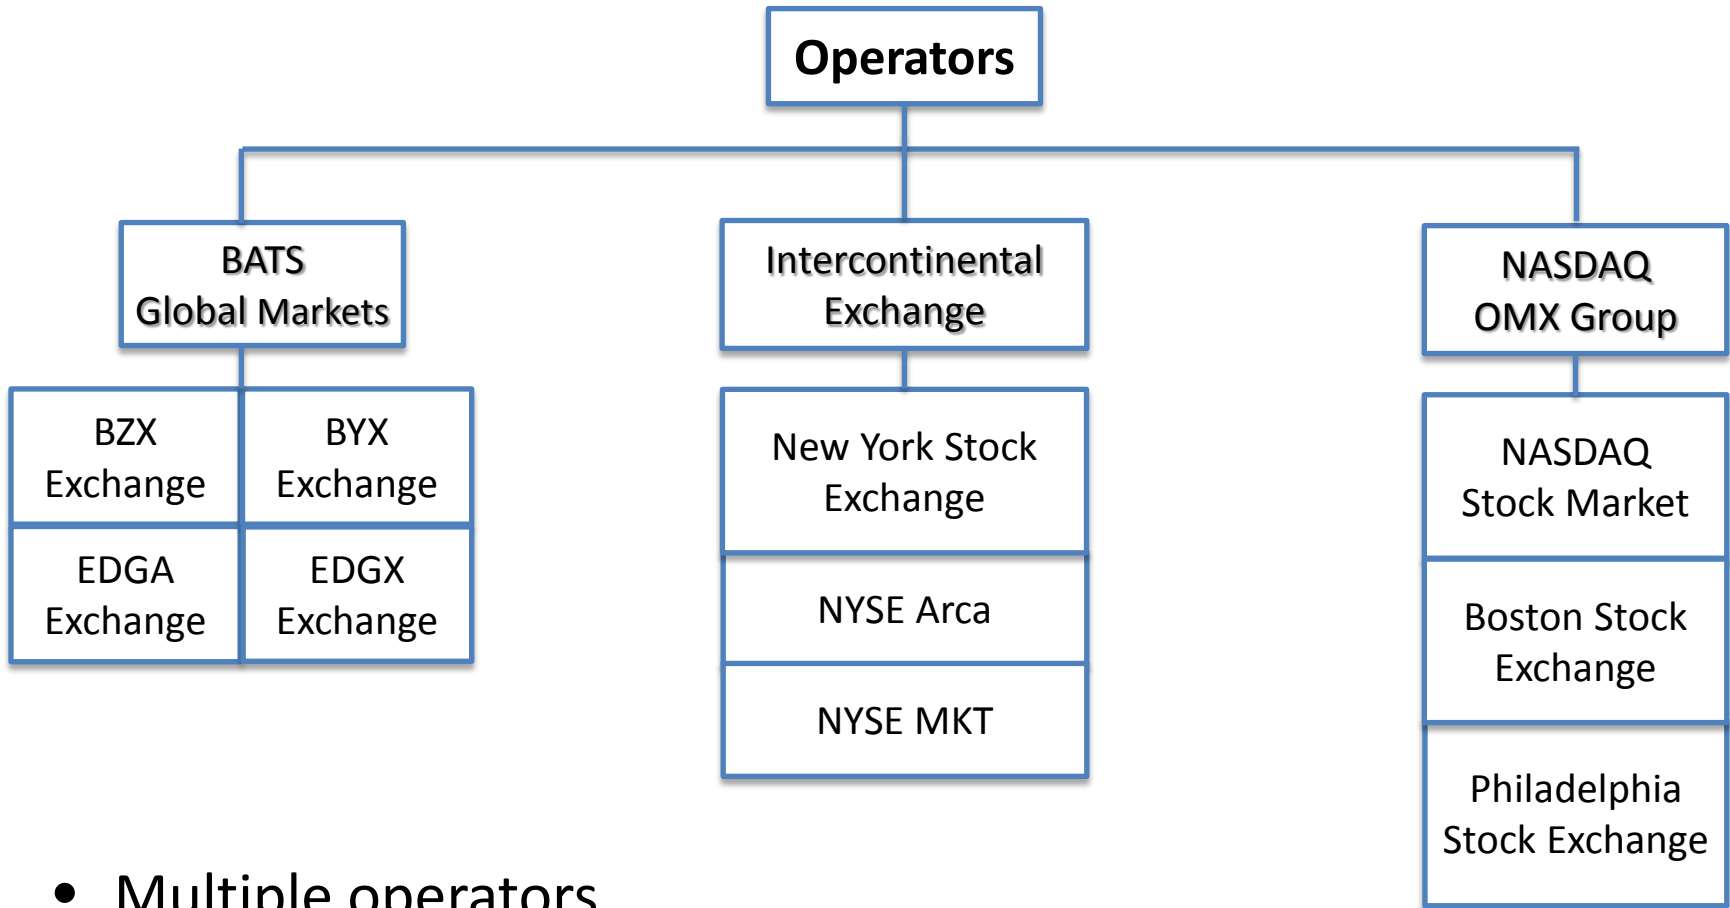 Operators
BATS
Global Markets
Intercontinental
Exchange
NASDAQ
OMX Group
BZX
Exchange
BYX
Exchange
EDGA
Exchange
EDGX
Exchange
New York Stock
Exchange
NYSE Arca
NYSE MKT
NASDAQ
Stock Market
Boston Stock
Exchange
Philadelphia
Stock Exchange
• Multiple operators